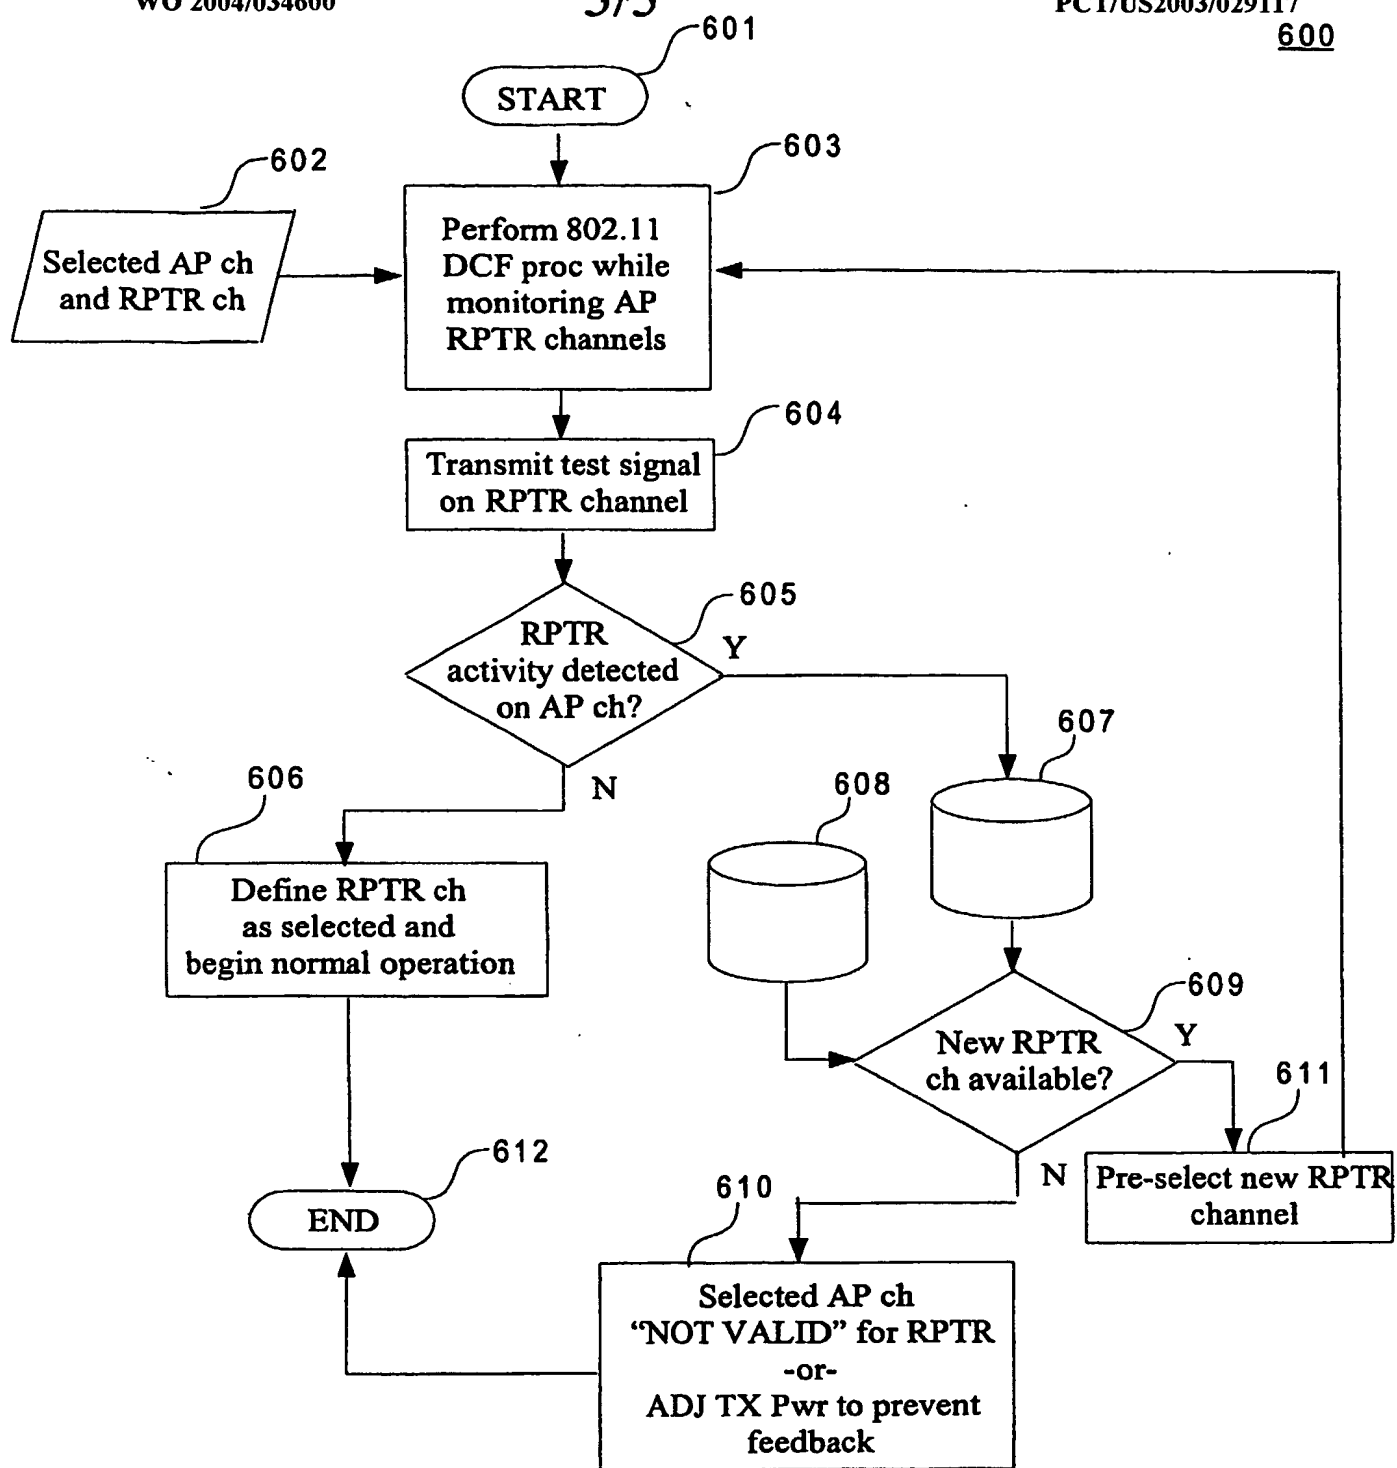 WO 2004/034600
5/5
PCT/US2003/029117
600
601
START
602
603
Selected AP ch
and RPTR ch
Perform 802.11
DCF proc while
monitoring AP
RPTR channels
604
Transmit test signal
on RPTR channel
605
RPTR
activity detected
on AP ch?
Y
N
606
607
608
Define RPTR ch
as selected and
begin normal operation
609
New RPTR
ch available?
Y
N
611
Pre-select new RPTR
channel
612
END
610
Selected AP ch
“NOT VALID” for RPTR
-or-
ADJ TX Pwr to prevent
feedback